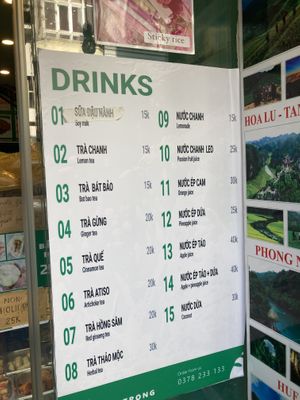 Sticky rice
DRINKS
01 SỮA ĐẬU NÀNH 15k
Soy milk
02 TRÀ CHANH 15k
Lemon tea
03 TRÀ BÁT BẢO 15k
Bat bao tea
04 TRÀ GỪNG 20k
Ginger tea
05 TRÀ QUẾ 20k
Cinnamon tea
06 TRÀ ATISO 20k
Artichoke tea
07 TRÀ HỒNG SÂM 20k
Red ginseng tea
08 TRÀ THẢO MỘC 30k
Herbal tea
09 NƯỚC CHANH 15k
Lemonade
10 NƯỚC CHANH LEO 25k
Passion fruit juice
11 NƯỚC ÉP CAM 30k
Orange juice
12 NƯỚC ÉP DỨA
Pineapple juice
13 NƯỚC ÉP TÁO
Apple juice
14 NƯỚC ÉP TÁO + DỨA
Apple + pineapple juice
15 NƯỚC DỪA 30k
Coconut
Order from us
0378 233 133
HOA LU - TAM
PHONG N
HU
NON
25K